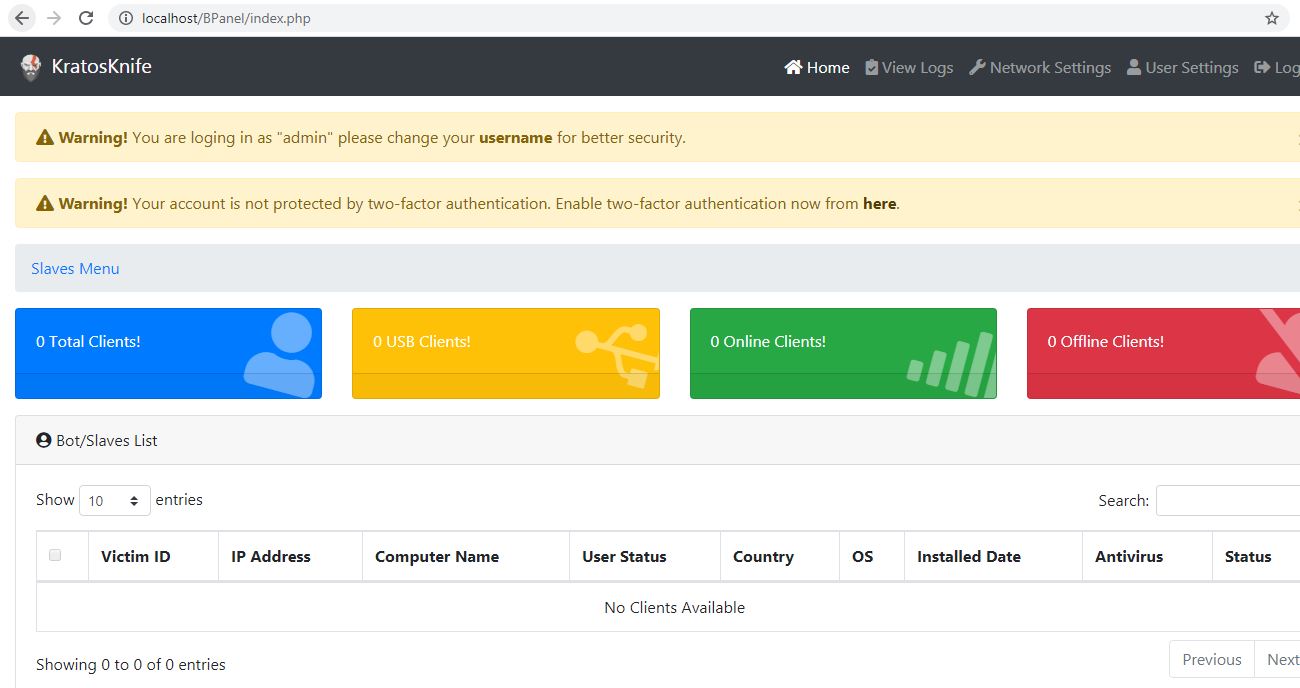 localhost/BPanel/index.php
KratosKnife Home View Logs Network Settings User Settings Log
Warning! You are loging in as "admin" please change your username for better security.
Warning! Your account is not protected by two-factor authentication. Enable two-factor authentication now from here.
Slaves Menu
0 Total Clients! 0 USB Clients! 0 Online Clients! 0 Offline Clients!
Bot/Slaves List
Show 10 entries Search:
Victim ID IP Address Computer Name User Status Country OS Installed Date Antivirus Status
No Clients Available
Showing 0 to 0 of 0 entries Previous Next